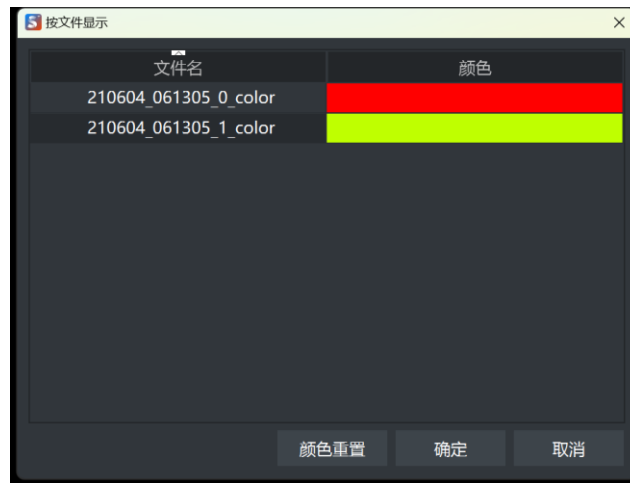 按文件显示
文件名 颜色
210604_061305_0_color
210604_061305_1_color
颜色重置 确定 取消